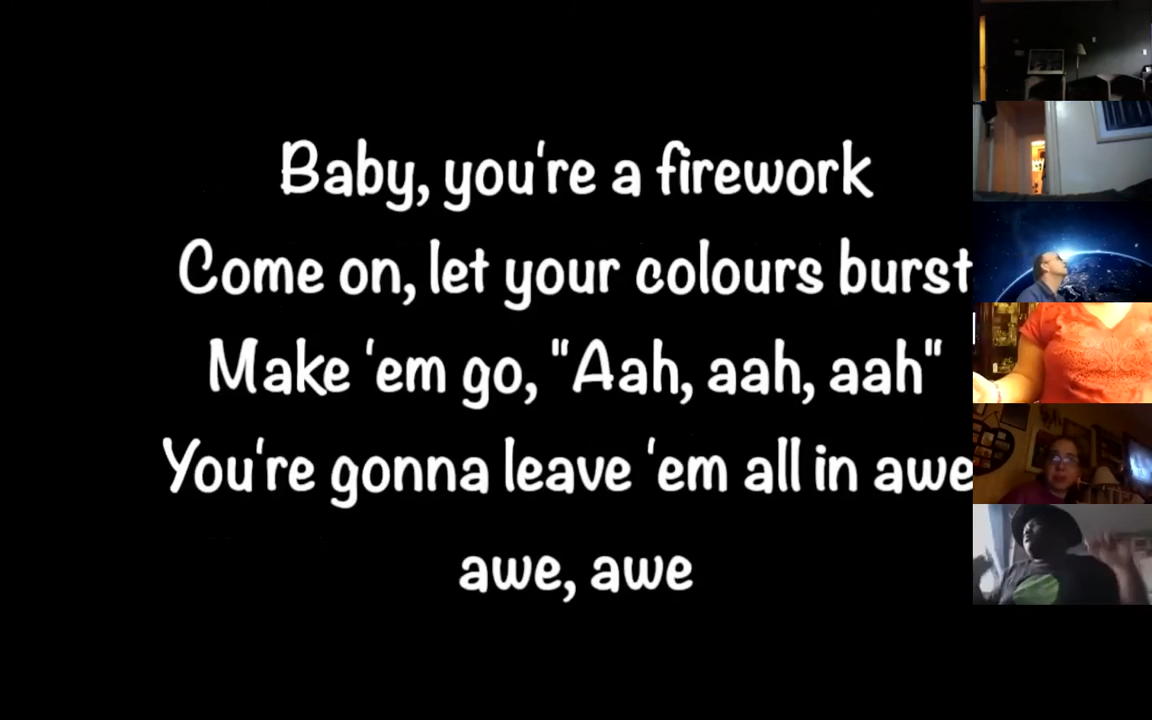 Baby, you're a firework
Come on, let your colours burst
Make 'em go, "Aah, aah, aah"
You're gonna leave 'em all in awe
awe, awe